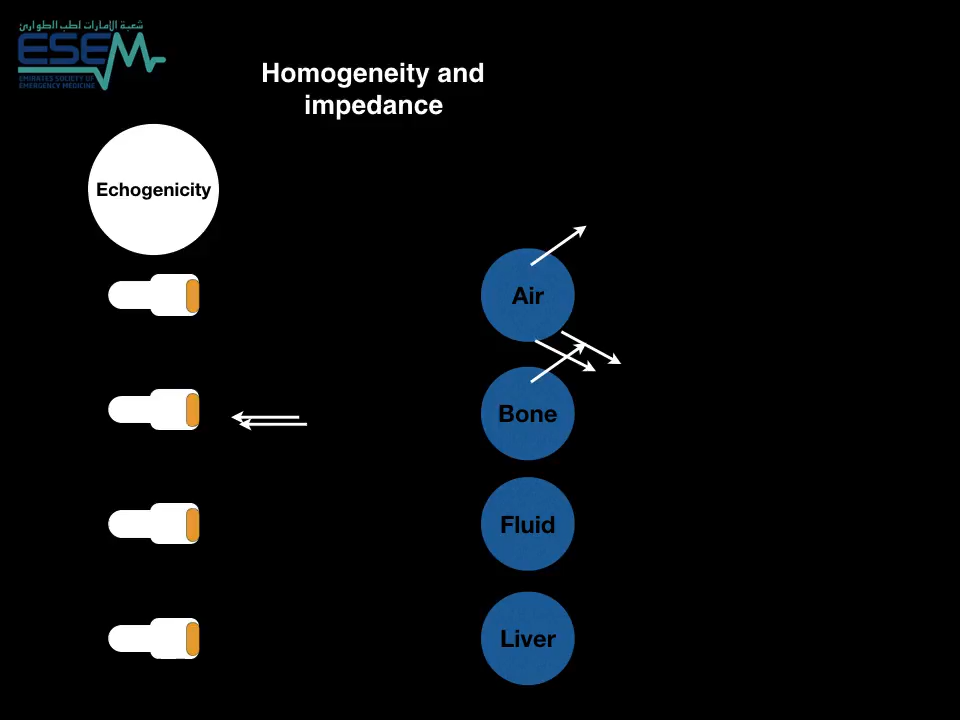 شعبة الإمارات لطب الطوارئ
ESEM
EMIRATES SOCIETY OF
EMERGENCY MEDICINE
Homogeneity and
impedance
Echogenicity
Air
Bone
Fluid
Liver